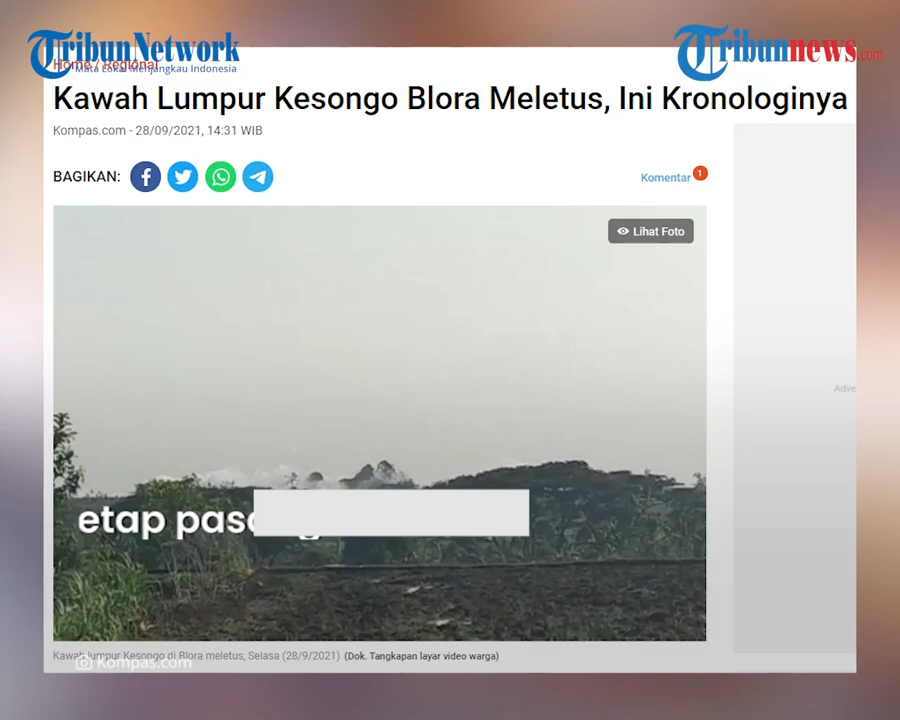 Tribun Network
Mata Lokal Menjangkau Indonesia
Tribunnews.com
Home / Regional
Kawah Lumpur Kesongo Blora Meletus, Ini Kronologinya
Kompas.com - 28/09/2021, 14:31 WIB
BAGIKAN:
Komentar 1
Lihat Foto
Adve
etap
Kawah lumpur Kesongo di Blora meletus, Selasa (28/9/2021) (Dok. Tangkapan layar video warga)
Kompas.com